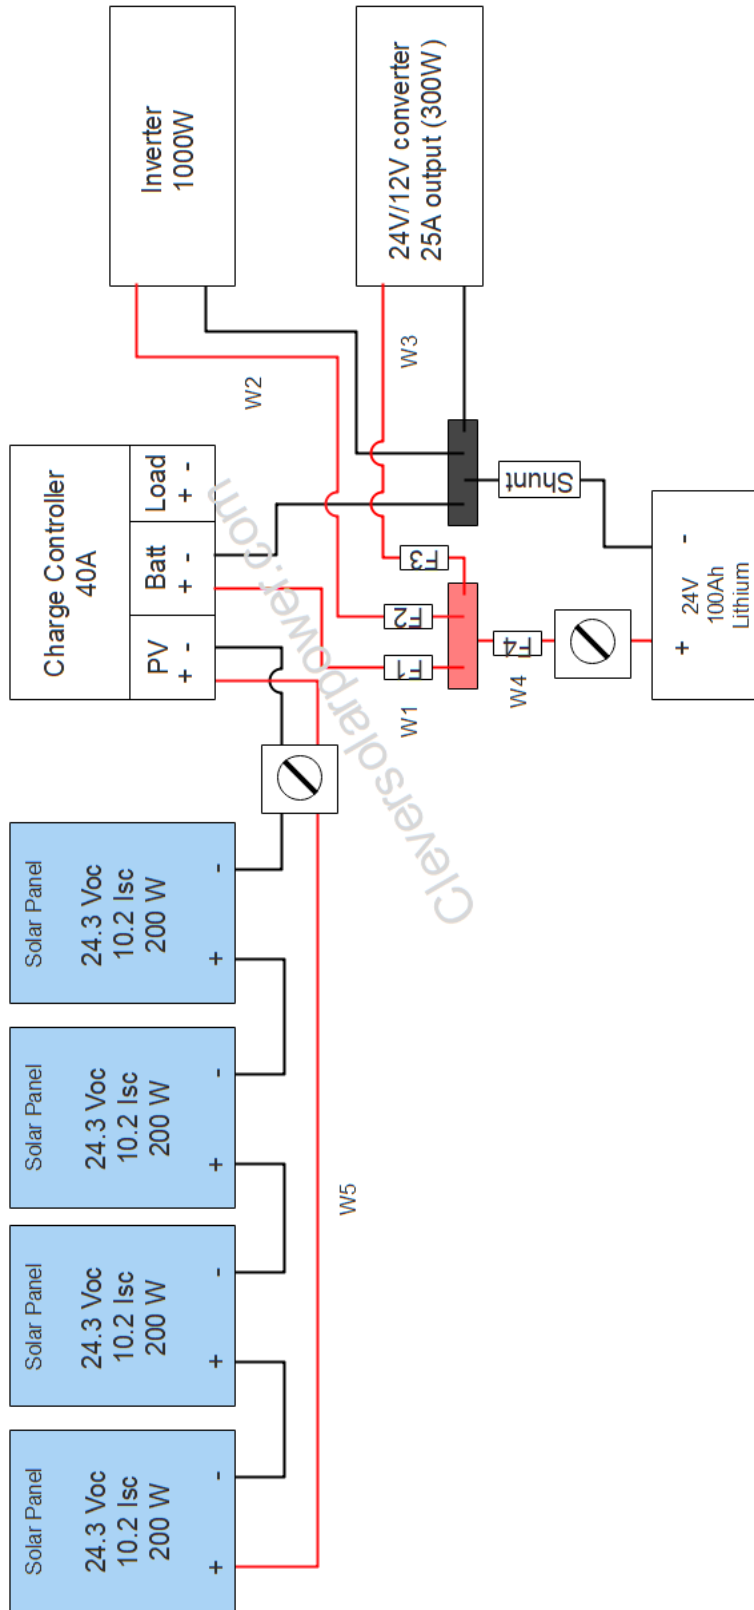 Solar Panel
24.3 Voc
10.2 Isc
200 W
+ -
Solar Panel
24.3 Voc
10.2 Isc
200 W
+ -
Solar Panel
24.3 Voc
10.2 Isc
200 W
+ -
Solar Panel
24.3 Voc
10.2 Isc
200 W
+ -
W5
Charge Controller
40A
PV
+ -
Batt
+ -
Load
+ -
Inverter
1000W
24V/12V converter
25A output (300W)
W2
W3
W1
F1
F2
F3
W4
F4
Shunt
+ -
24V
100Ah
Lithium
Cleversolarpower.com